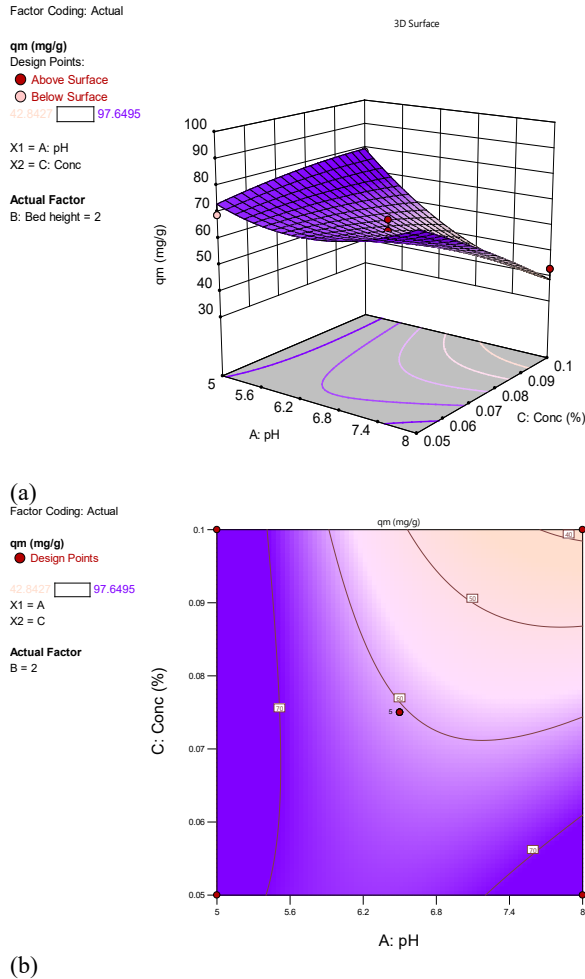 Factor Coding: Actual
3D Surface
qm (mg/g)
Design Points:
Above Surface
Below Surface
42.8427 97.6495
X1 = A: pH
X2 = C: Conc
Actual Factor
B: Bed height = 2
100
90
80
70
60
50
40
30
qm (mg/g)
5
5.6
6.2
6.8
7.4
8
A: pH
0.05
0.06
0.07
0.08
0.09
0.1
C: Conc (%)
(a)
Factor Coding: Actual
qm (mg/g)
qm (mg/g)
Design Points
42.8427 97.6495
X1 = A
X2 = C
Actual Factor
B = 2
0.1
0.09
0.08
0.07
0.06
0.05
C: Conc (%)
40
50
60
70
5
70
5
5.6
6.2
6.8
7.4
8
A: pH
(b)